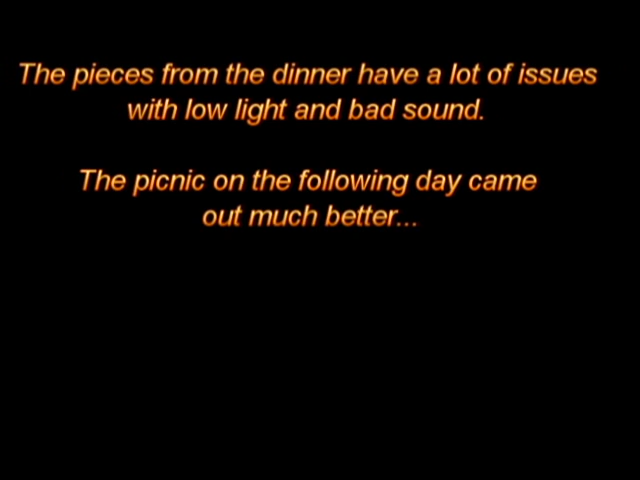 The pieces from the dinner have a lot of issues
with low light and bad sound.
The picnic on the following day came
out much better...